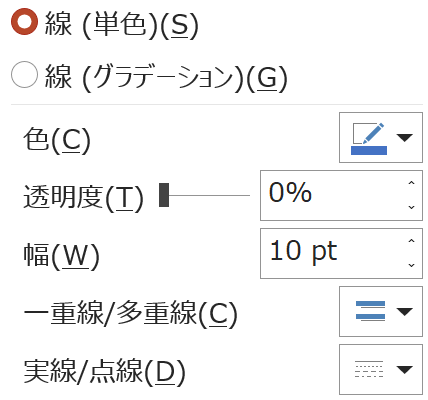 線 (単色)(S)
線 (グラデーション)(G)
色(C)
透明度(T) 0%
幅(W) 10 pt
一重線/多重線(C)
実線/点線(D)